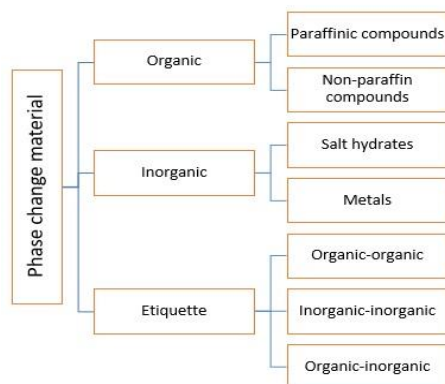 Phase change material
Organic
Paraffinic compounds
Non-paraffin
compounds
Inorganic
Salt hydrates
Metals
Etiquette
Organic-organic
Inorganic-inorganic
Organic-inorganic